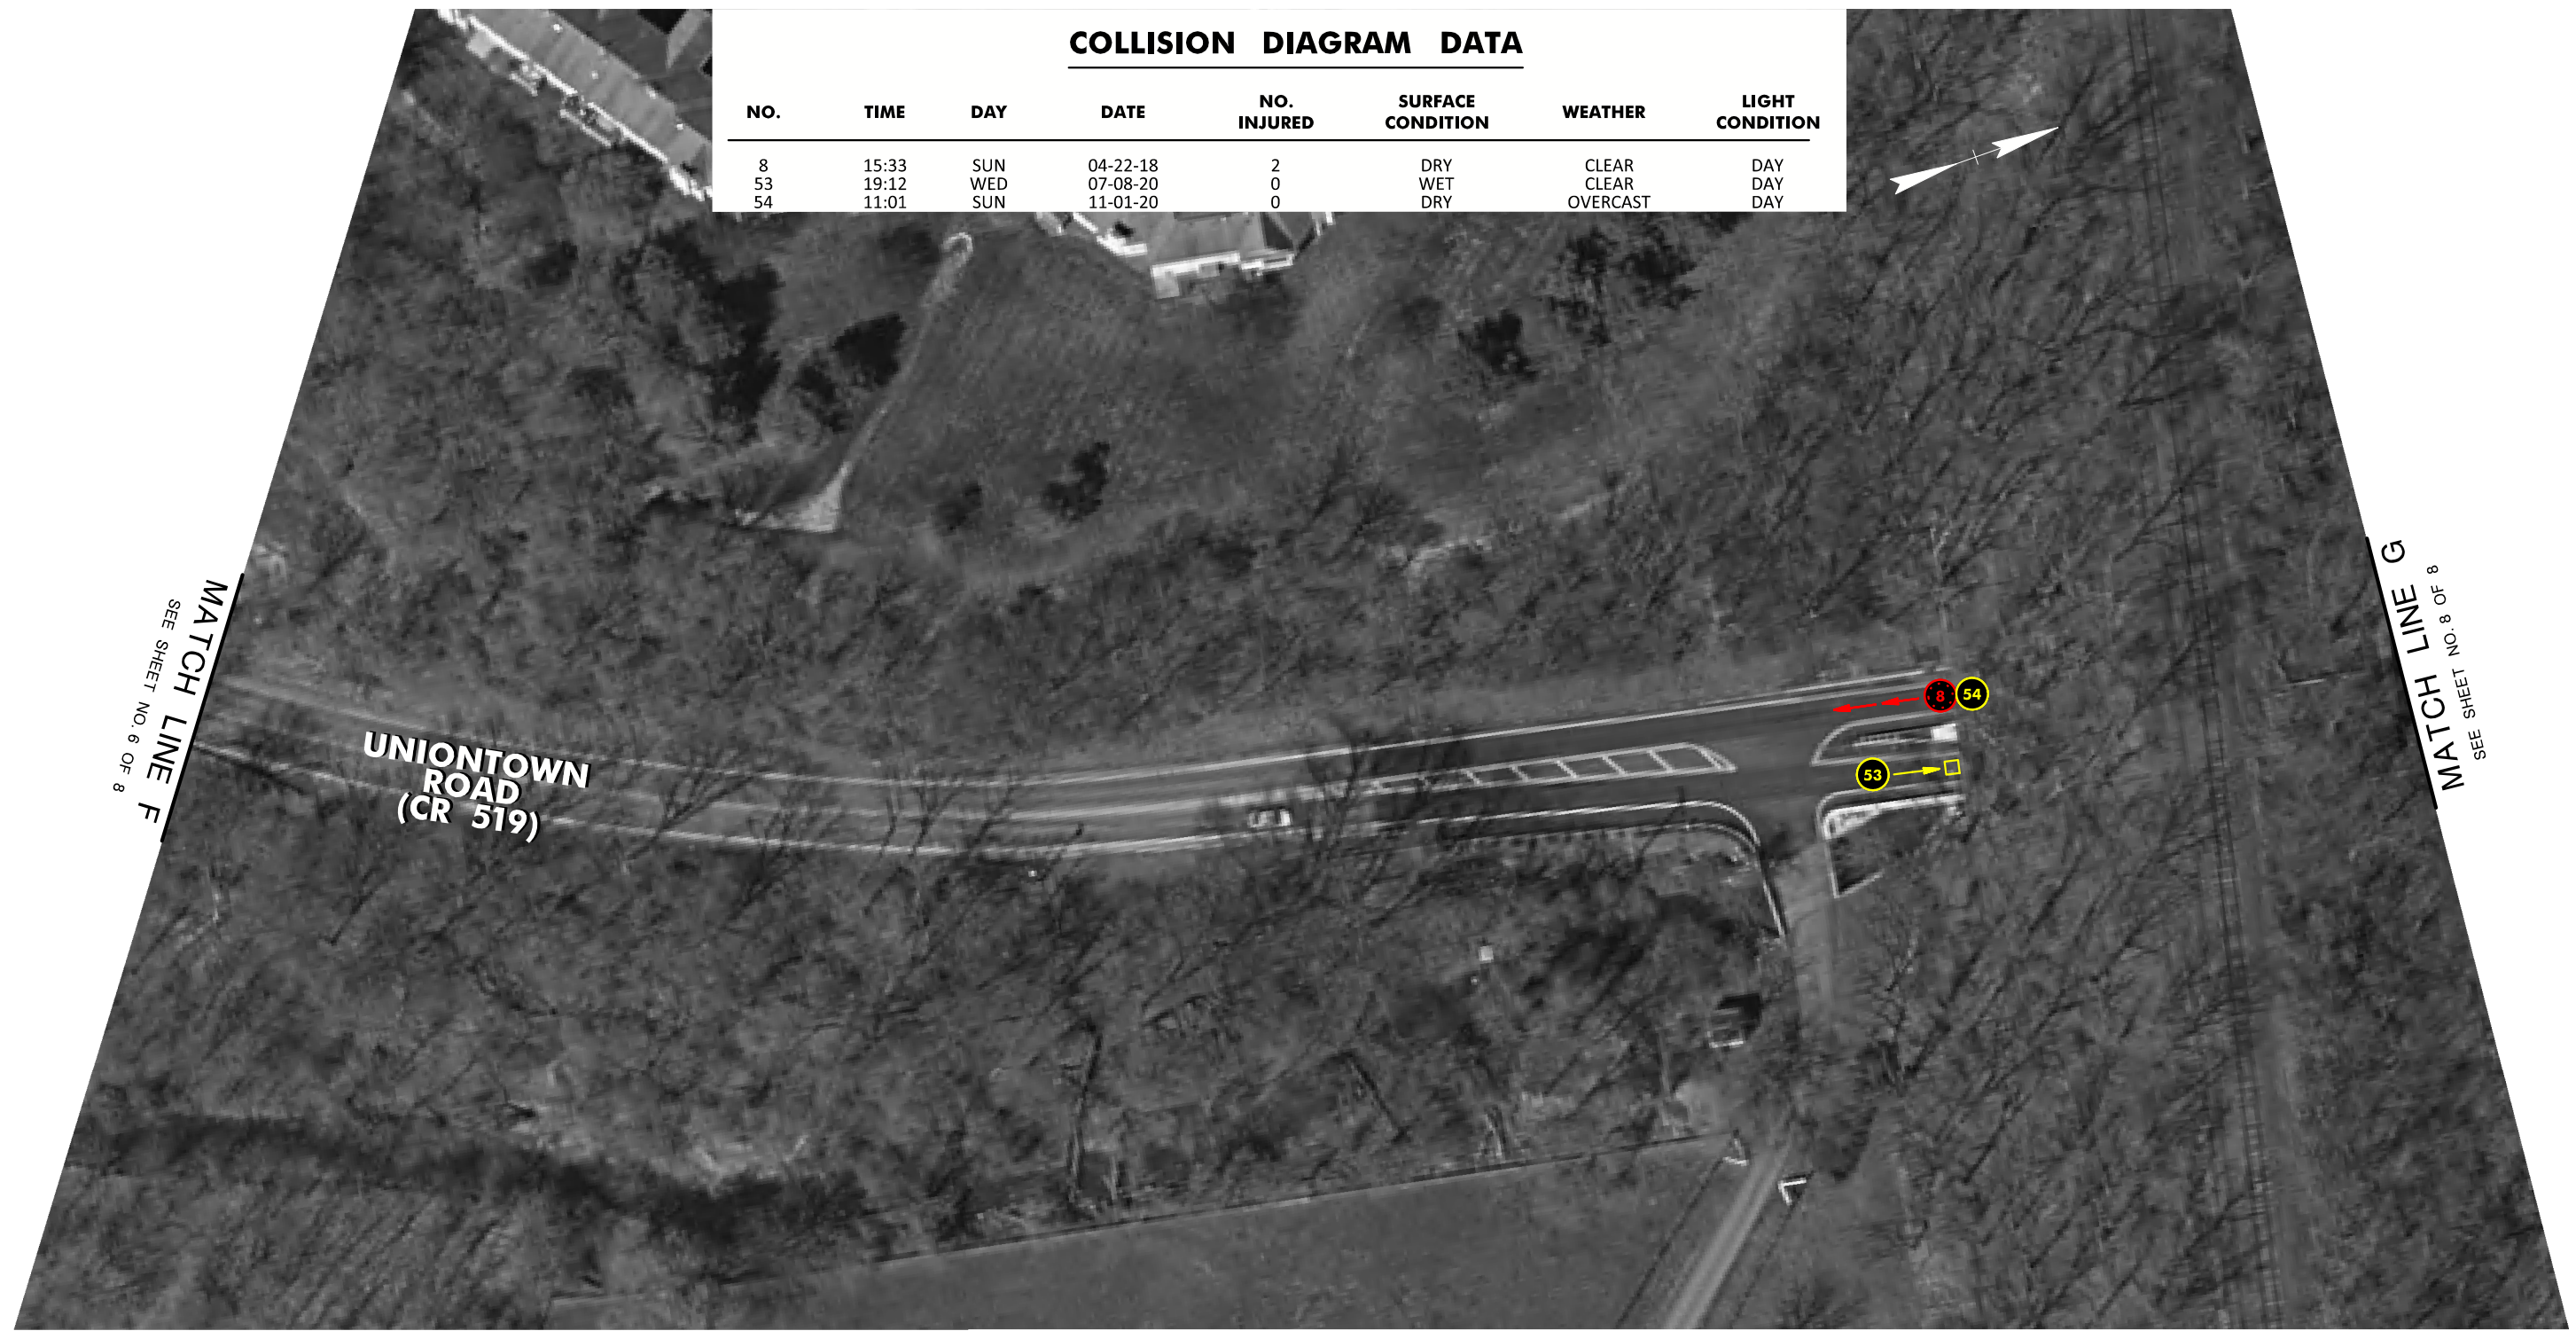 COLLISION DIAGRAM DATA
NO. TIME DAY DATE NO. INJURED SURFACE CONDITION WEATHER LIGHT CONDITION
8 15:33 SUN 04-22-18 2 DRY CLEAR DAY
53 19:12 WED 07-08-20 0 WET CLEAR DAY
54 11:01 SUN 11-01-20 0 DRY OVERCAST DAY
MATCH LINE F
SEE SHEET NO. 6 OF 8
UNIONTOWN
ROAD
(CR 519)
8 54
53
MATCH LINE G
SEE SHEET NO. 8 OF 8